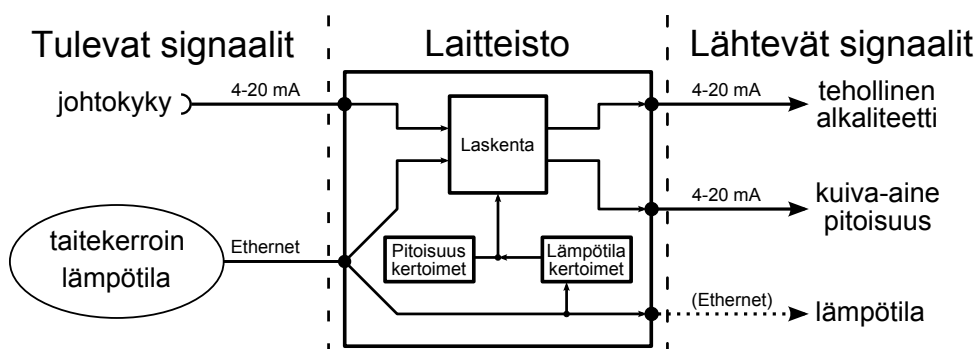 Tulevat signaalit
Laitteisto
Lähtevät signaalit
johtokyky
4-20 mA
4-20 mA
tehollinen
alkaliteetti
Laskenta
4-20 mA
kuiva-aine
pitoisuus
taitekerroin
lämpötila
Ethernet
Pitoisuus
kertoimet
Lämpötila
kertoimet
(Ethernet)
lämpötila